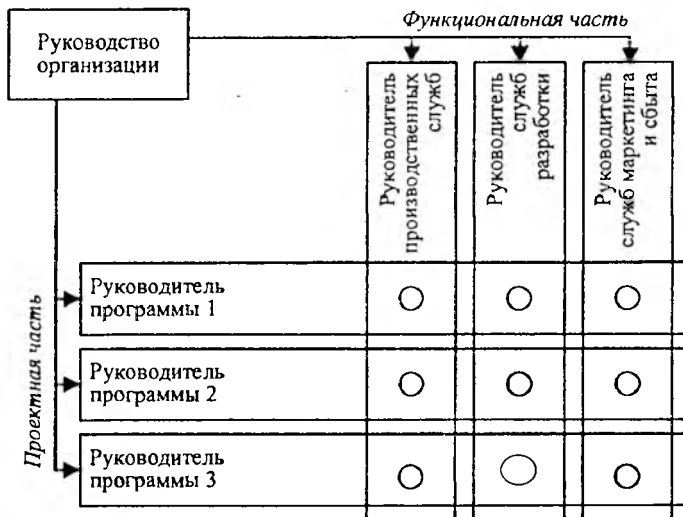 Функциональная часть
Руководство
организации
Руководитель
производственных
служб
Руководитель
служб
разработки
Руководитель
служб маркетинга
и сбыта
Проектная часть
Руководитель
программы 1
Руководитель
программы 2
Руководитель
программы 3